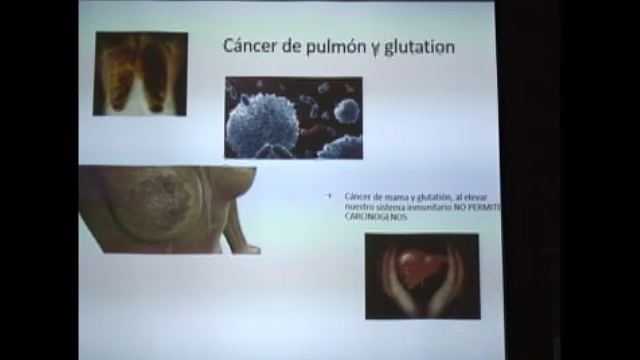 Cáncer de pulmón y glutation
Cáncer de mama y glutatión, al elevar
nuestro sistema inmunitario NO PERMITE
CARCINOGENOS